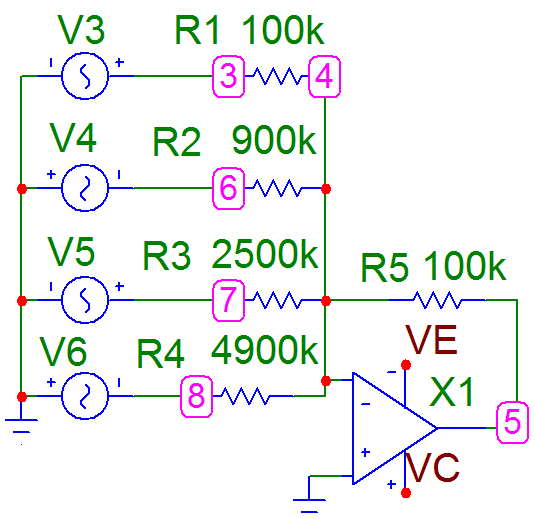 V3 R1 100k
- + 3 4
V4 R2 900k
+ - 6
V5 R3 2500k
- + 7
R5 100k
V6 R4 4900k
+ - 8
VE
- X1
-
5
+
VC
+